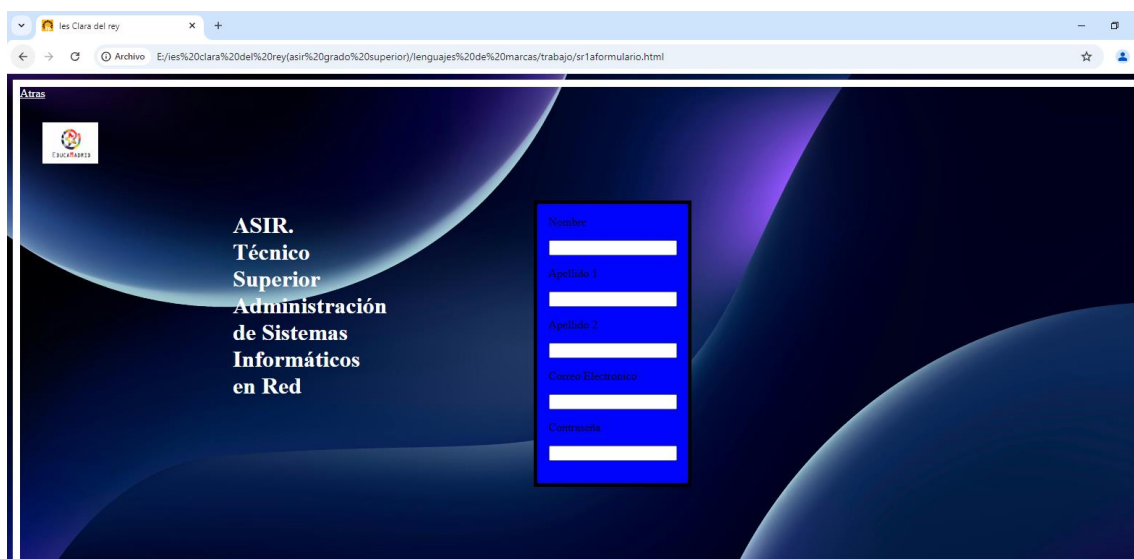 Ies Clara del rey
Archivo E:/ies%20clara%20del%20rey(asir%20grado%20superior)/lenguajes%20de%20marcas/trabajo/sr1aformulario.html
Atras
EDUCAMADRID
ASIR.
Técnico
Superior
Administración
de Sistemas
Informáticos
en Red
Nombre
Apellido 1
Apellido 2
Correo Electronico
Contraseña